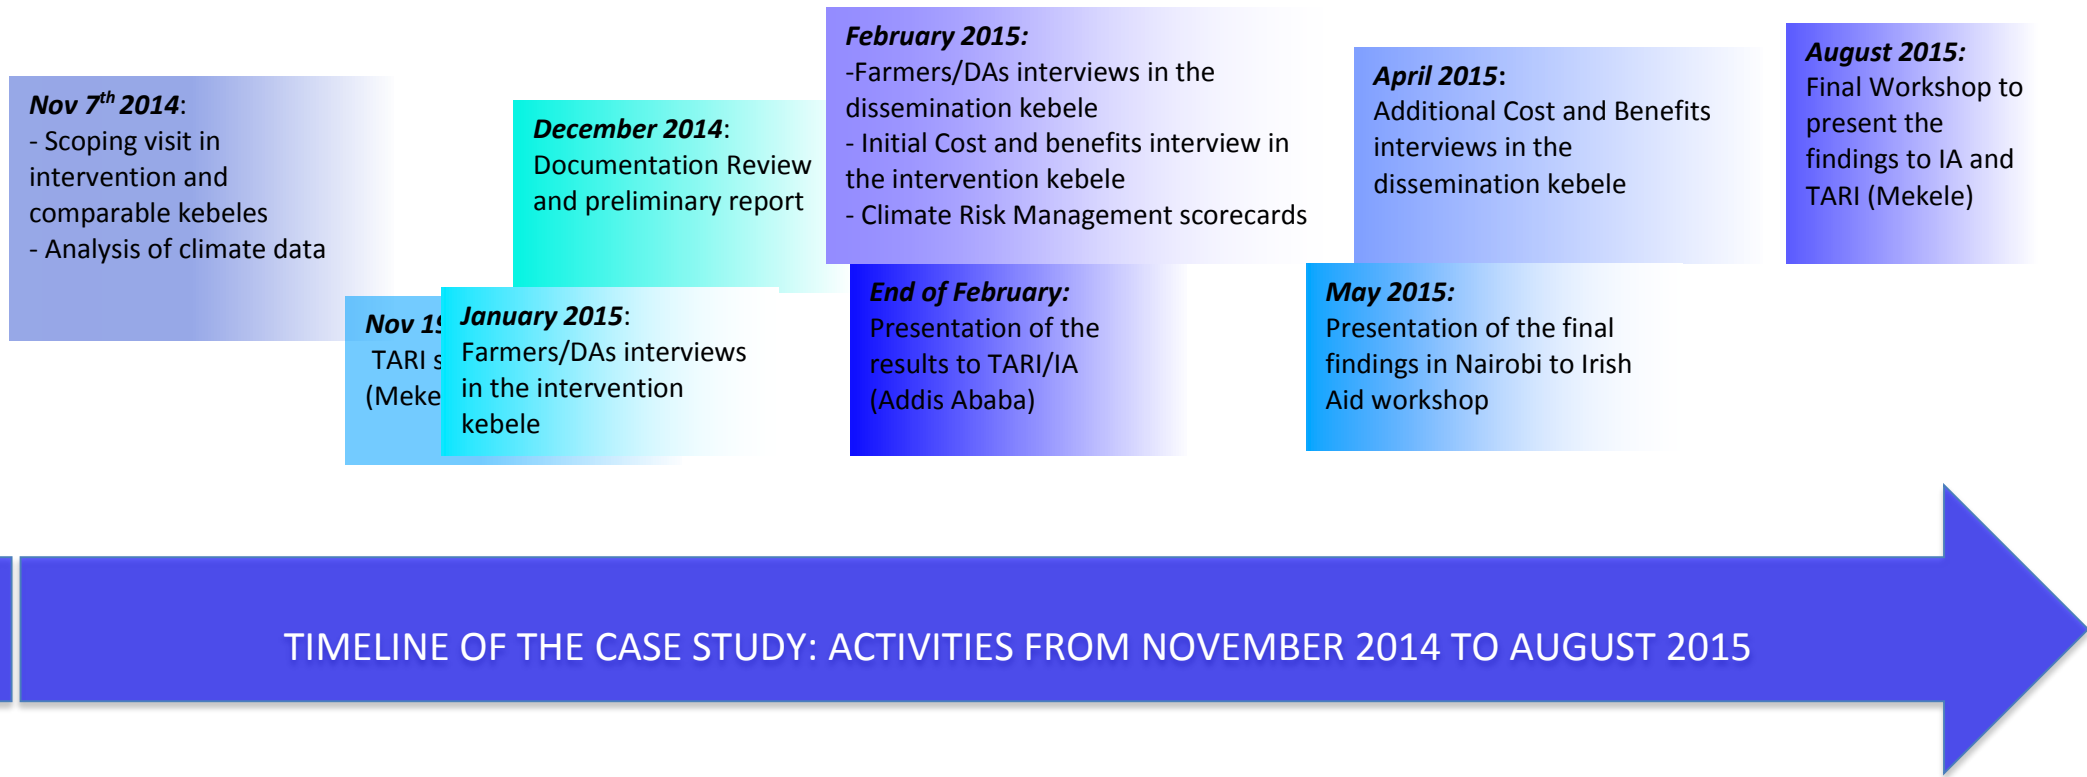 Nov 7th 2014:
- Scoping visit in
intervention and
comparable kebeles
- Analysis of climate data
Nov
TARI
December 2014:
Documentation Review
and preliminary report
January 2015:
Farmers/DAs interviews
in the intervention
kebele
February 2015:
-Farmers/DAs interviews in the
dissemination kebele
- Initial Cost and benefits interview in
the intervention kebele
- Climate Risk Management scorecards
End of February:
Presentation of the
results to TARI/IA
(Addis Ababa)
April 2015:
Additional Cost and Benefits
interviews in the
dissemination kebele
May 2015:
Presentation of the final
findings in Nairobi to Irish
Aid workshop
August 2015:
Final Workshop to
present the
findings to IA and
TARI (Mekele)
TIMELINE OF THE CASE STUDY: ACTIVITIES FROM NOVEMBER 2014 TO AUGUST 2015